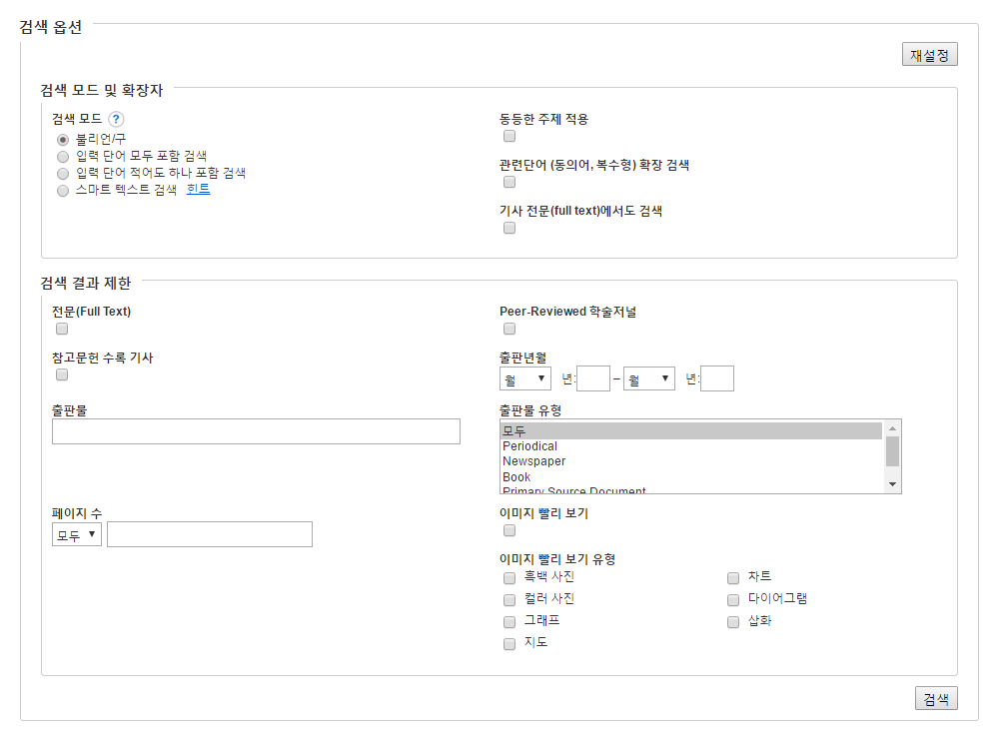 검색 옵션
재설정
검색 모드 및 확장자
검색 모드 ?
불리언/구
입력 단어 모두 포함 검색
입력 단어 적어도 하나 포함 검색
스마트 텍스트 검색 힌트
동등한 주제 적용
관련단어 (동의어, 복수형) 확장 검색
기사 전문(full text)에서도 검색
검색 결과 제한
전문(Full Text)
Peer-Reviewed 학술저널
참고문헌 수록 기사
출판년월
월 년: – 월 년:
출판물
출판물 유형
모두
Periodical
Newspaper
Book
Primary Source Document
페이지 수
모두
이미지 빨리 보기
이미지 빨리 보기 유형
흑백 사진
차트
컬러 사진
다이어그램
그래프
삽화
지도
검색